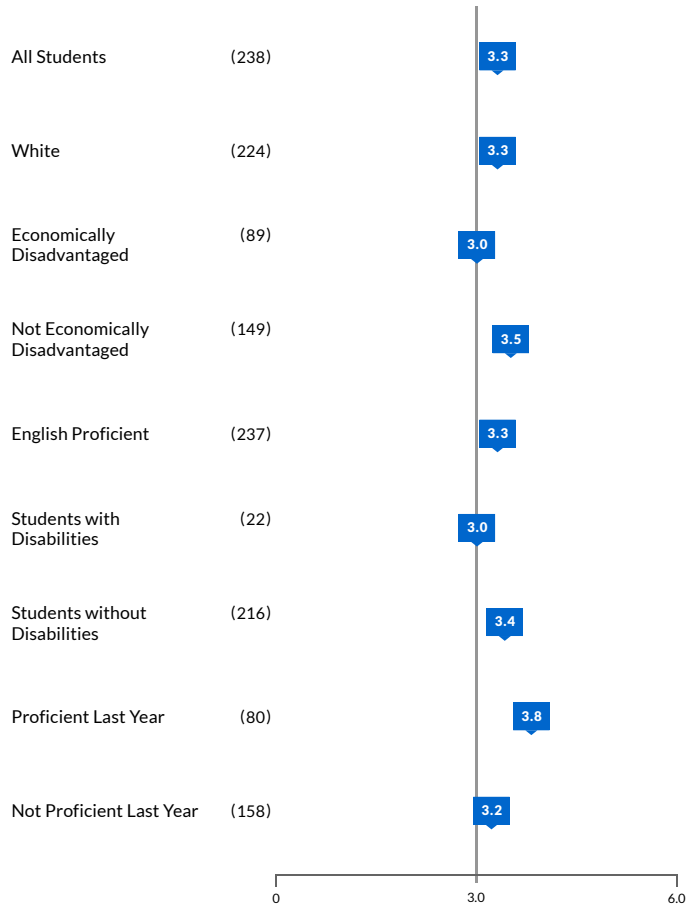 All Students (238) 3.3
White (224) 3.3
Economically (89)
Disadvantaged 3.0
Not Economically (149)
Disadvantaged 3.5
English Proficient (237) 3.3
Students with (22)
Disabilities 3.0
Students without (216)
Disabilities 3.4
Proficient Last Year (80) 3.8
Not Proficient Last Year (158) 3.2
0 3.0 6.0